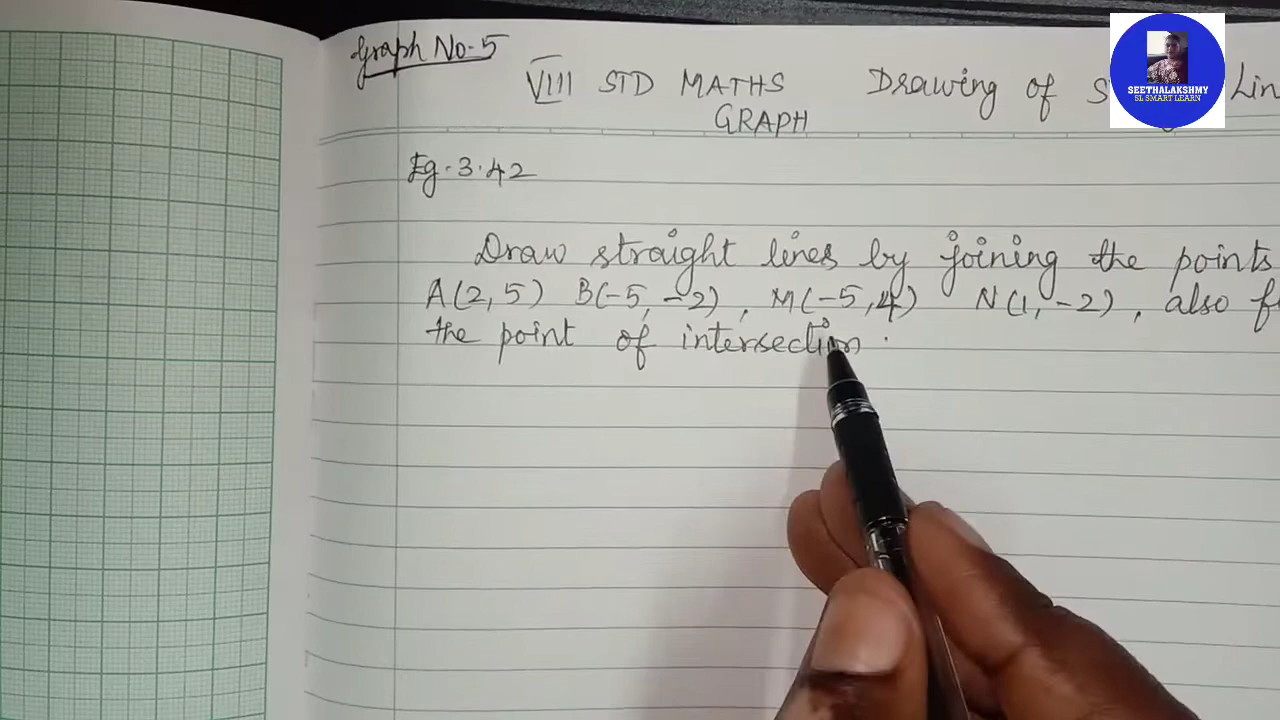 Graph No-5
VIII STD MATHS Drawing of
GRAPH
SEETHALAKSHMY
SL SMART LEARN
Eg. 3.42
Draw straight lines by joining the points
A(2, 5) B(-5, -2), M(-5, 4) N(1, -2), also
the point of intersection.